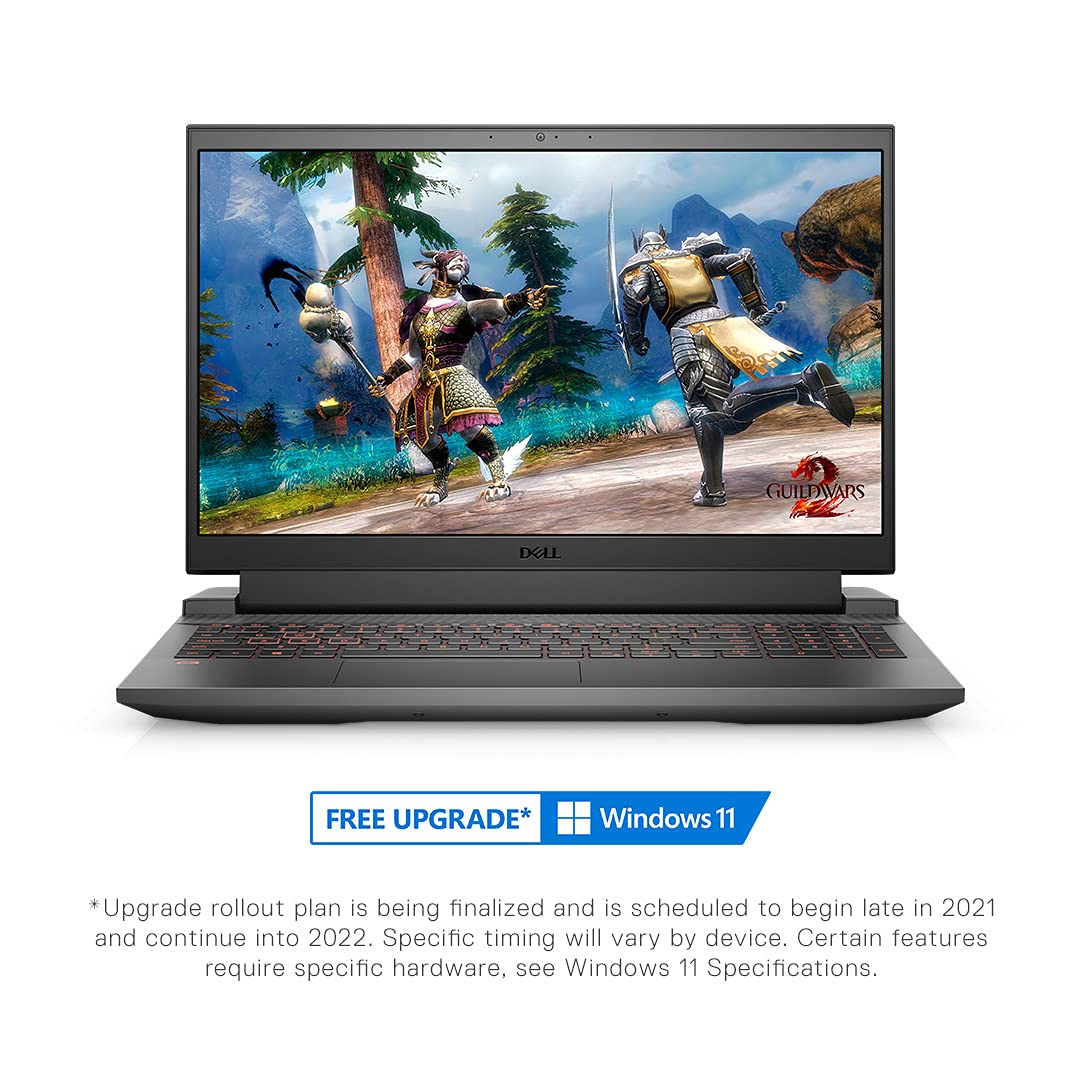 GUILDWARS
2
DELL
FREE UPGRADE* Windows 11
*Upgrade rollout plan is being finalized and is scheduled to begin late in 2021
and continue into 2022. Specific timing will vary by device. Certain features
require specific hardware, see Windows 11 Specifications.